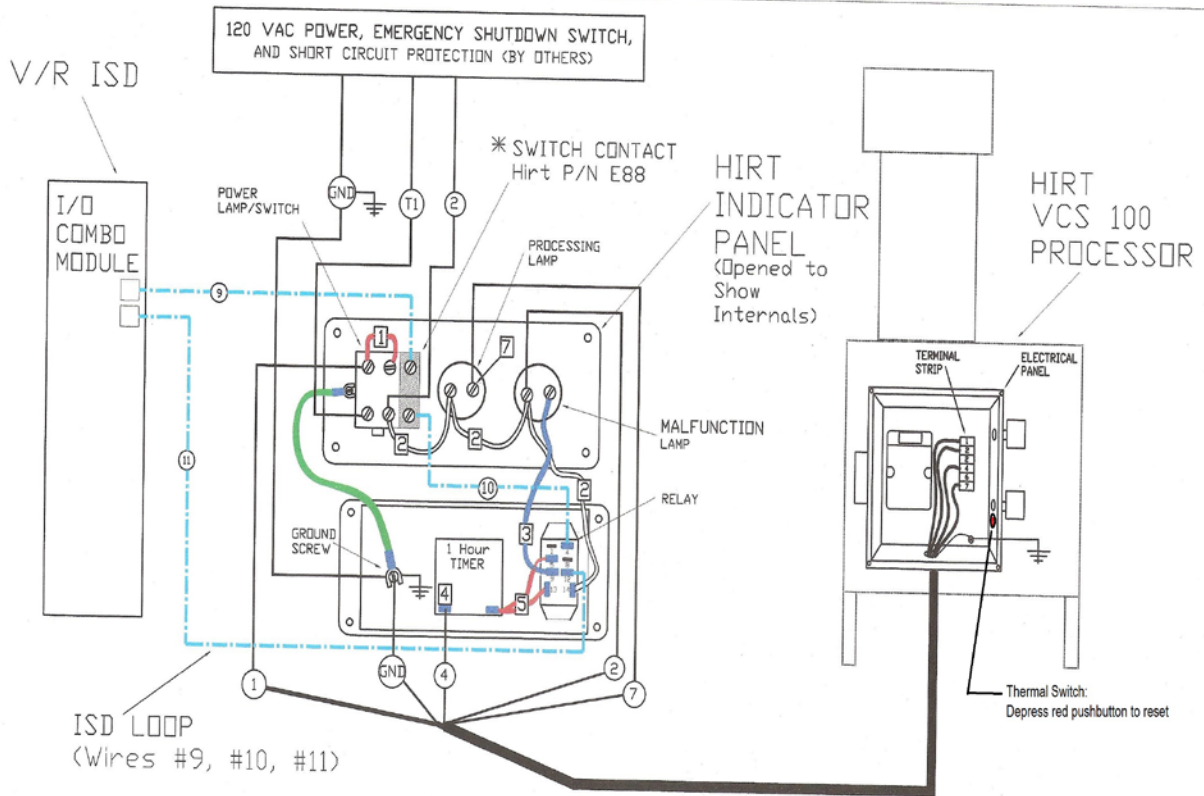 120 VAC POWER, EMERGENCY SHUTDOWN SWITCH,
AND SHORT CIRCUIT PROTECTION (BY OTHERS)
V/R ISD
I/O
COMBO
MODULE
GND
T1
2
* SWITCH CONTACT
Hirt P/N E88
POWER
LAMP/SWITCH
PROCESSING
LAMP
HIRT
INDICATOR
PANEL
(Opened to
Show
Internals)
HIRT
VCS 100
PROCESSOR
9
1
7
2
2
MALFUNCTION
LAMP
TERMINAL
STRIP
ELECTRICAL
PANEL
11
10
2
RELAY
3
GROUND
SCREW
1 Hour
TIMER
4
5
13
14
1
GND
4
2
7
ISD LOOP
(Wires #9, #10, #11)
Thermal Switch:
Depress red pushbutton to reset